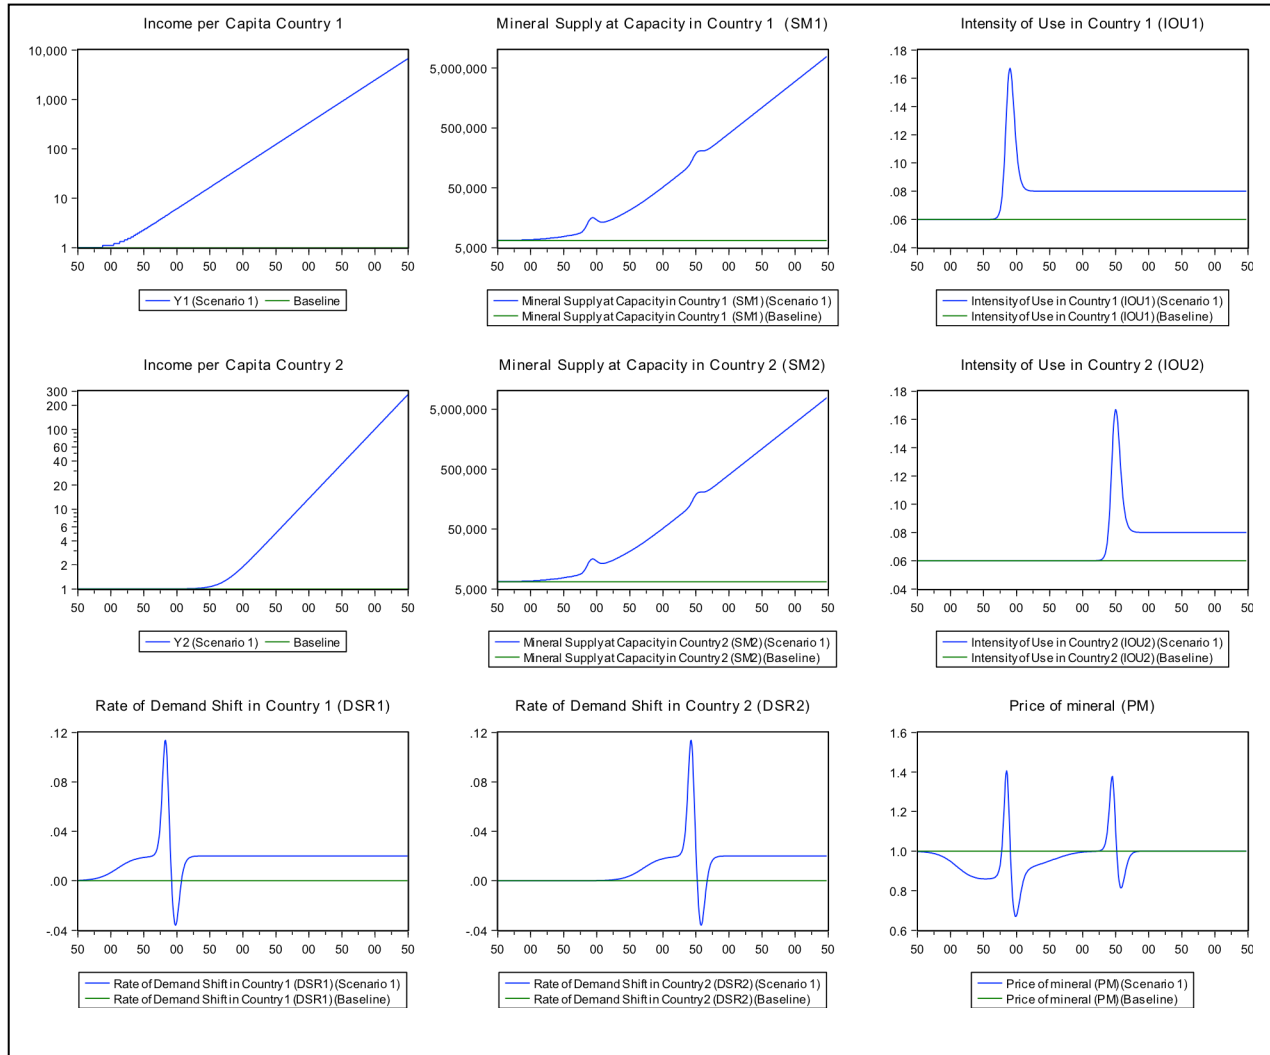 Income per Capita Country 1
10,000
1,000
100
10
1
50 00 50 00 50 00 50 00 50 00 50
Y1 (Scenario 1) Baseline
Mineral Supply at Capacity in Country 1 (SM1)
5,000,000
500,000
50,000
5,000
50 00 50 00 50 00 50 00 50 00 50
Mineral Supply at Capacity in Country 1 (SM1) (Scenario 1)
Mineral Supply at Capacity in Country 1 (SM1) (Baseline)
Intensity of Use in Country 1 (IOU1)
.18
.16
.14
.12
.10
.08
.06
.04
50 00 50 00 50 00 50 00 50 00 50
Intensity of Use in Country 1 (IOU1) (Scenario 1)
Intensity of Use in Country 1 (IOU1) (Baseline)
Income per Capita Country 2
300
200
100
60
40
20
10
6
4
2
1
50 00 50 00 50 00 50 00 50 00 50
Y2 (Scenario 1) Baseline
Mineral Supply at Capacity in Country 2 (SM2)
5,000,000
500,000
50,000
5,000
50 00 50 00 50 00 50 00 50 00 50
Mineral Supply at Capacity in Country 2 (SM2) (Scenario 1)
Mineral Supply at Capacity in Country 2 (SM2) (Baseline)
Intensity of Use in Country 2 (IOU2)
.18
.16
.14
.12
.10
.08
.06
.04
50 00 50 00 50 00 50 00 50 00 50
Intensity of Use in Country 2 (IOU2) (Scenario 1)
Intensity of Use in Country 2 (IOU2) (Baseline)
Rate of Demand Shift in Country 1 (DSR1)
.12
.08
.04
.00
-.04
50 00 50 00 50 00 50 00 50 00 50
Rate of Demand Shift in Country 1 (DSR1) (Scenario 1)
Rate of Demand Shift in Country 1 (DSR1) (Baseline)
Rate of Demand Shift in Country 2 (DSR2)
.12
.08
.04
.00
-.04
50 00 50 00 50 00 50 00 50 00 50
Rate of Demand Shift in Country 2 (DSR2) (Scenario 1)
Rate of Demand Shift in Country 2 (DSR2) (Baseline)
Price of mineral (PM)
1.6
1.4
1.2
1.0
0.8
0.6
50 00 50 00 50 00 50 00 50 00 50
Price of mineral (PM) (Scenario 1)
Price of mineral (PM) (Baseline)